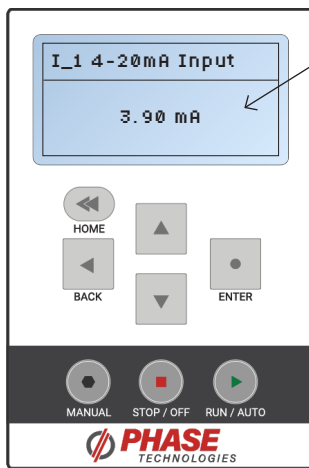 I_1 4-20mA Input
3.90 mA
HOME
BACK
ENTER
MANUAL STOP / OFF RUN / AUTO
PHASE
TECHNOLOGIES